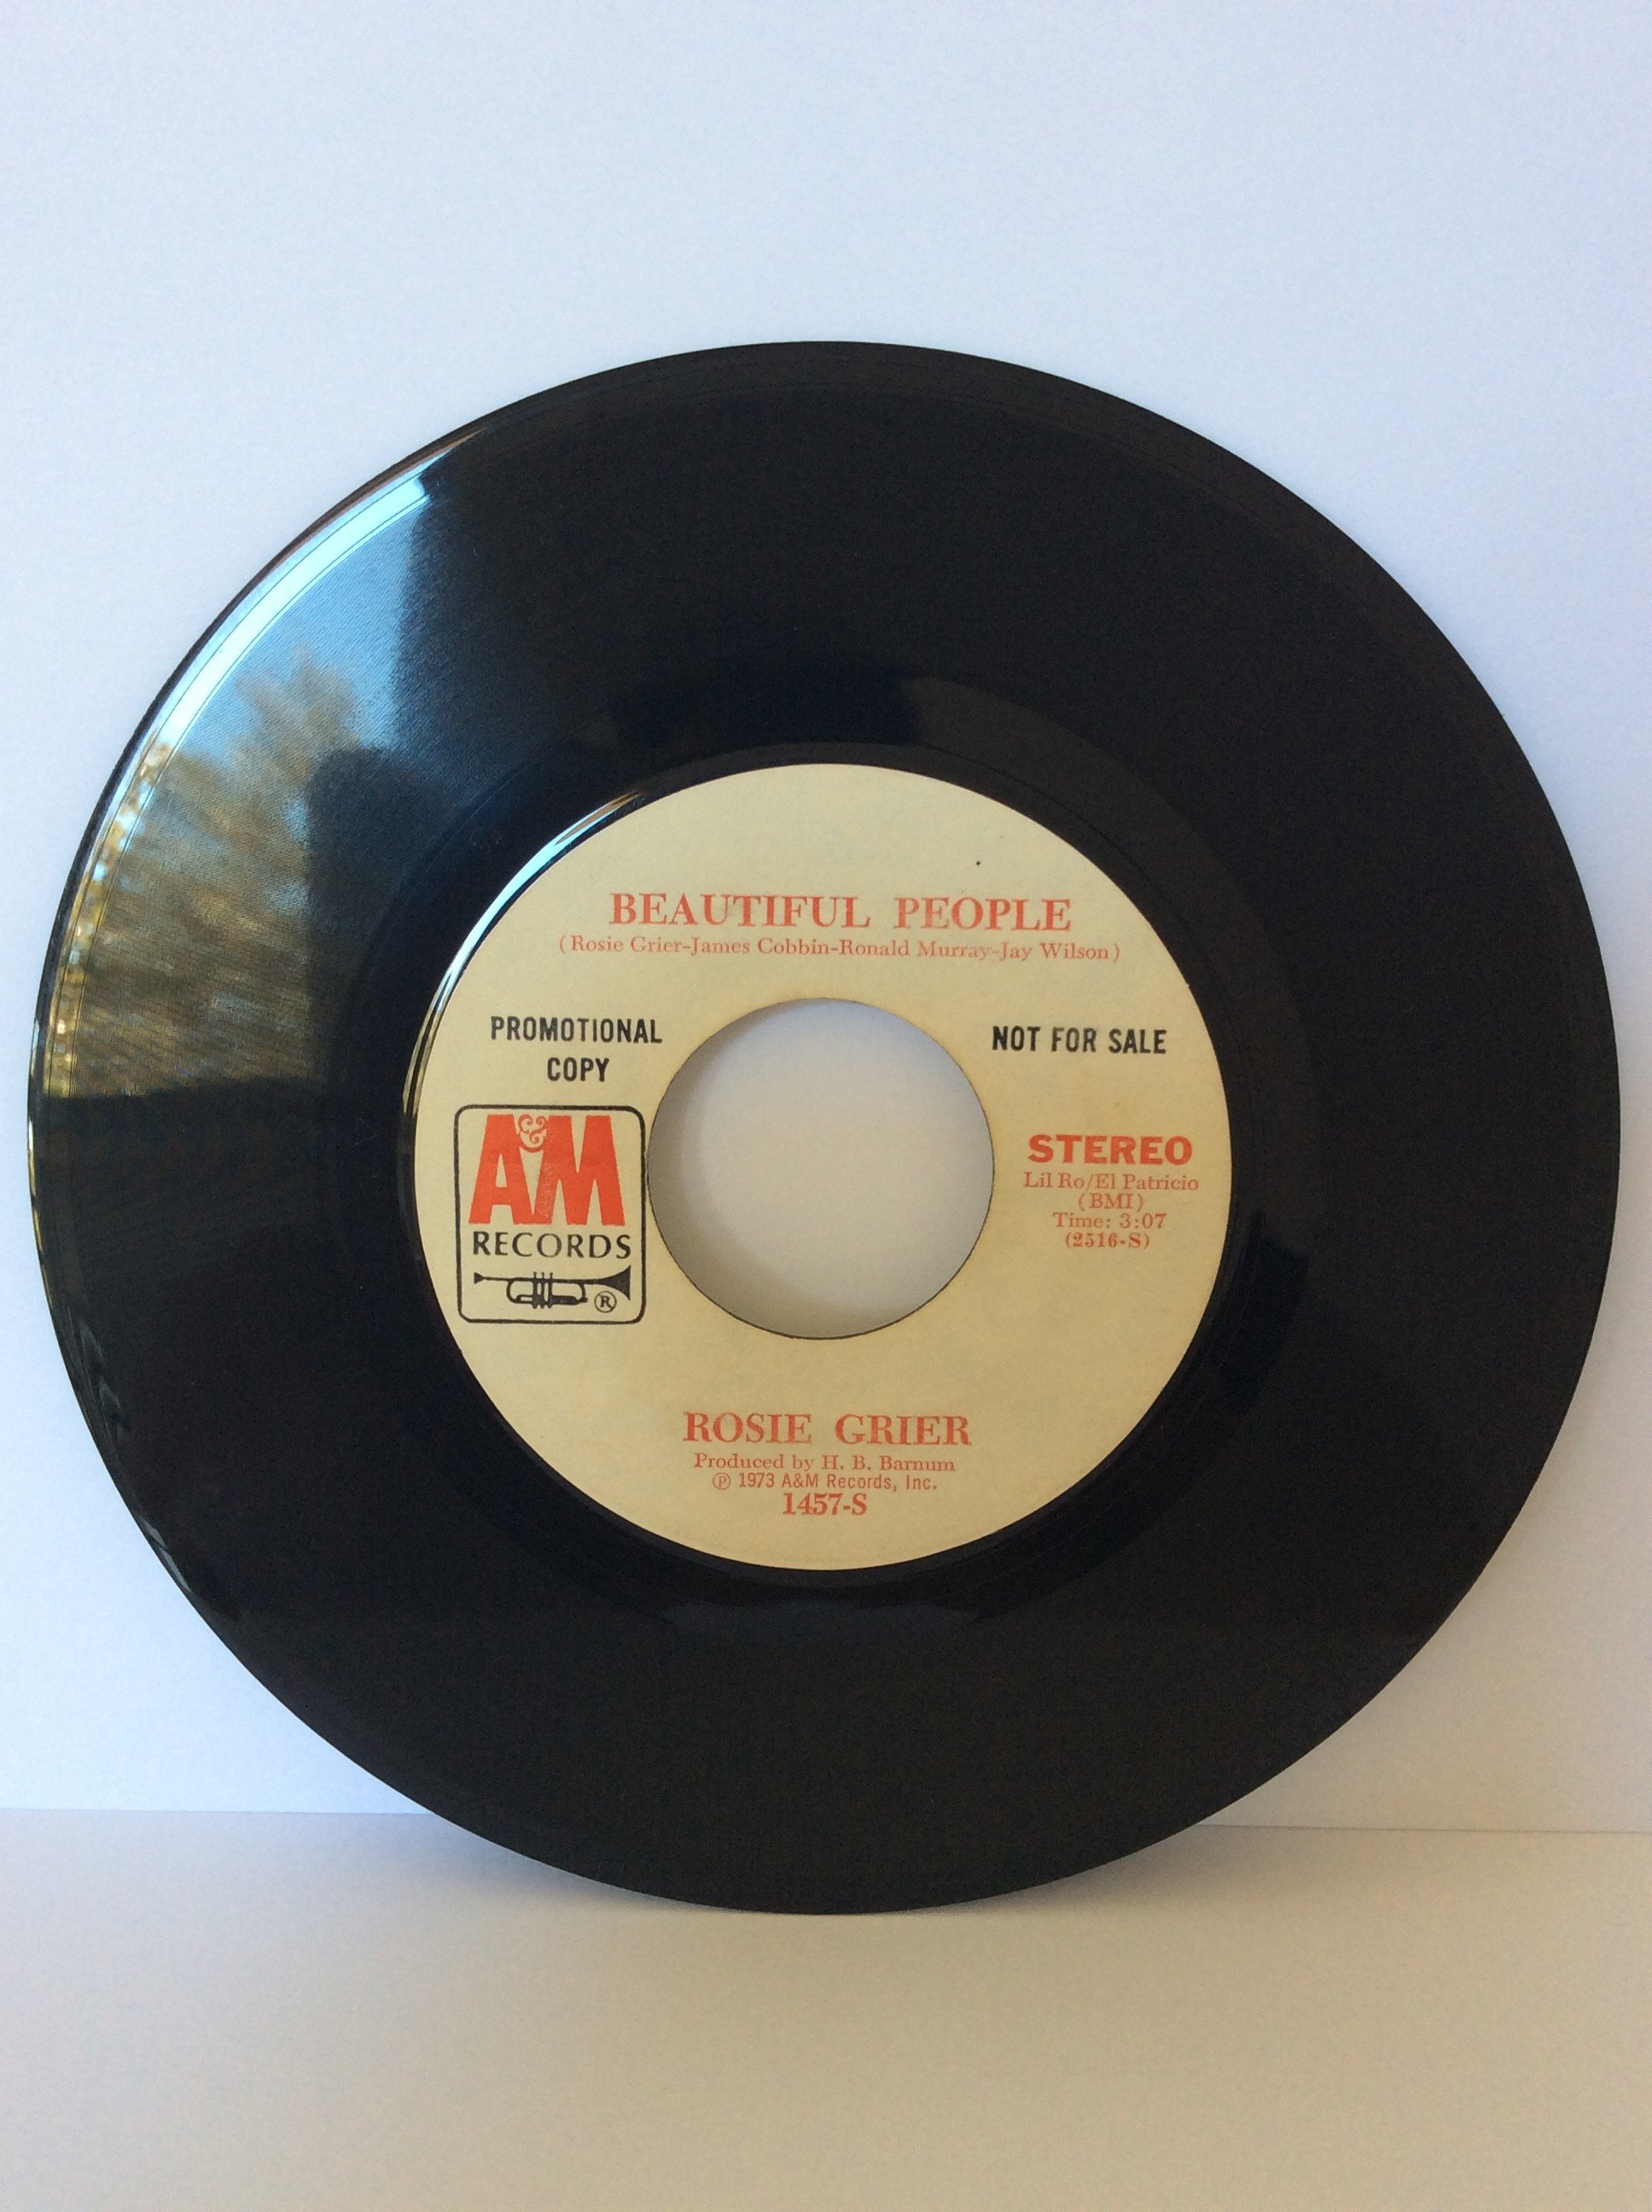 BEAUTIFUL PEOPLE
(Rosie Grier-James Cobbin-Ronald Murray-Jay Wilson)
PROMOTIONAL
COPY
NOT FOR SALE
A&M
RECORDS
®
STEREO
Lil Ro/El Patricio
(BMI)
Time: 3:07
(2516-S)
ROSIE GRIER
Produced by H. B. Barnum
℗ 1973 A&M Records, Inc.
1457-S